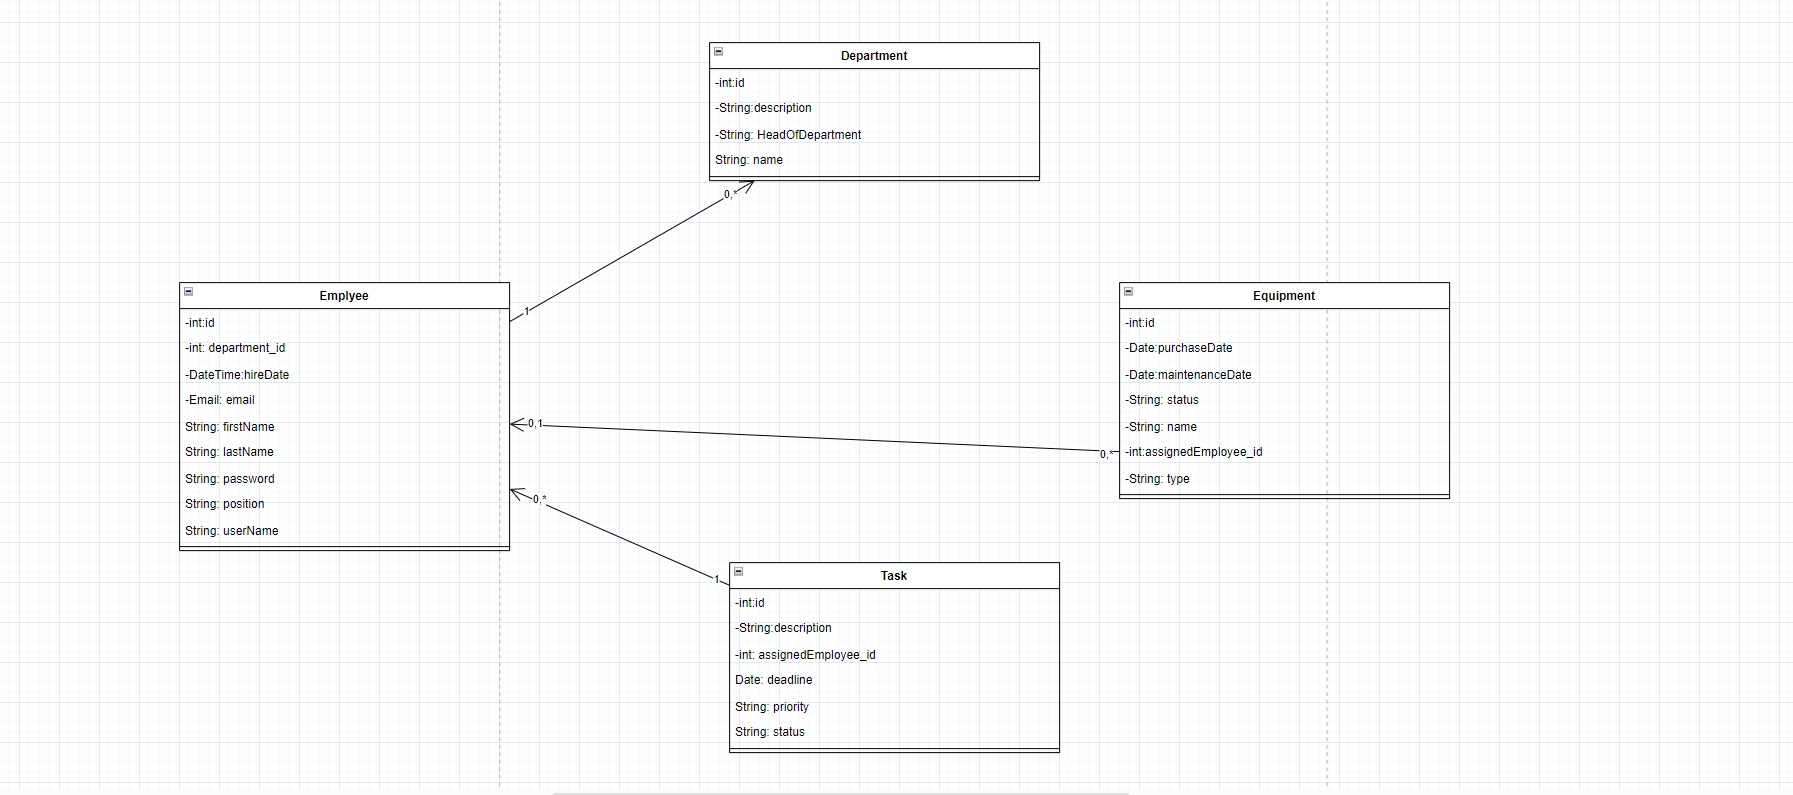 Department
-int:id
-String:description
-String: HeadOfDepartment
String: name
0,*
1
Emplyee
-int:id
-int: department_id
-DateTime:hireDate
-Email: email
String: firstName
String: lastName
String: password
String: position
String: userName
0,1
0,*
0,*
1
Equipment
-int:id
-Date:purchaseDate
-Date:maintenanceDate
-String: status
-String: name
-int:assignedEmployee_id
-String: type
Task
-int:id
-String:description
-int: assignedEmployee_id
Date: deadline
String: priority
String: status